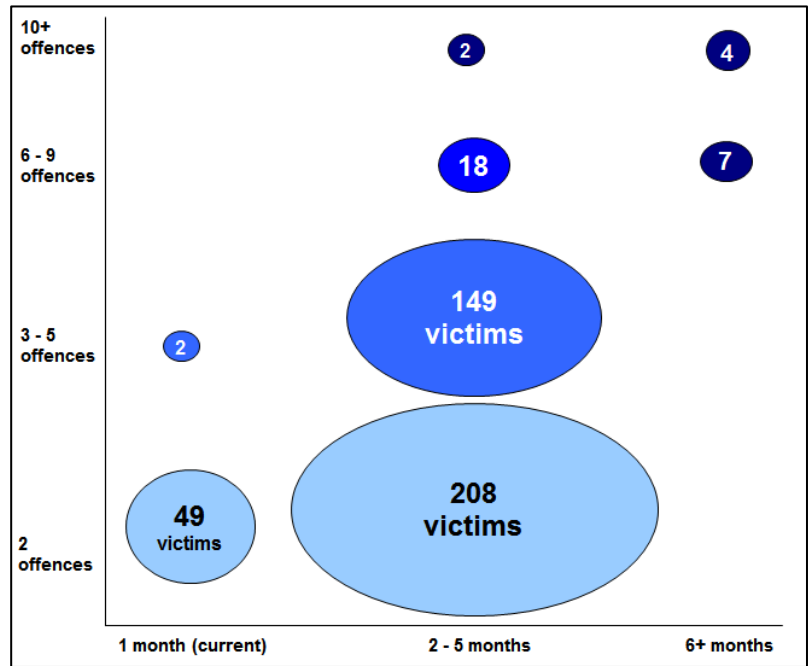 10+
offences
2
4
6 - 9
offences
18
7
149
victims
3 - 5
offences
2
208
victims
49
victims
2
offences
1 month (current)
2 - 5 months
6+ months